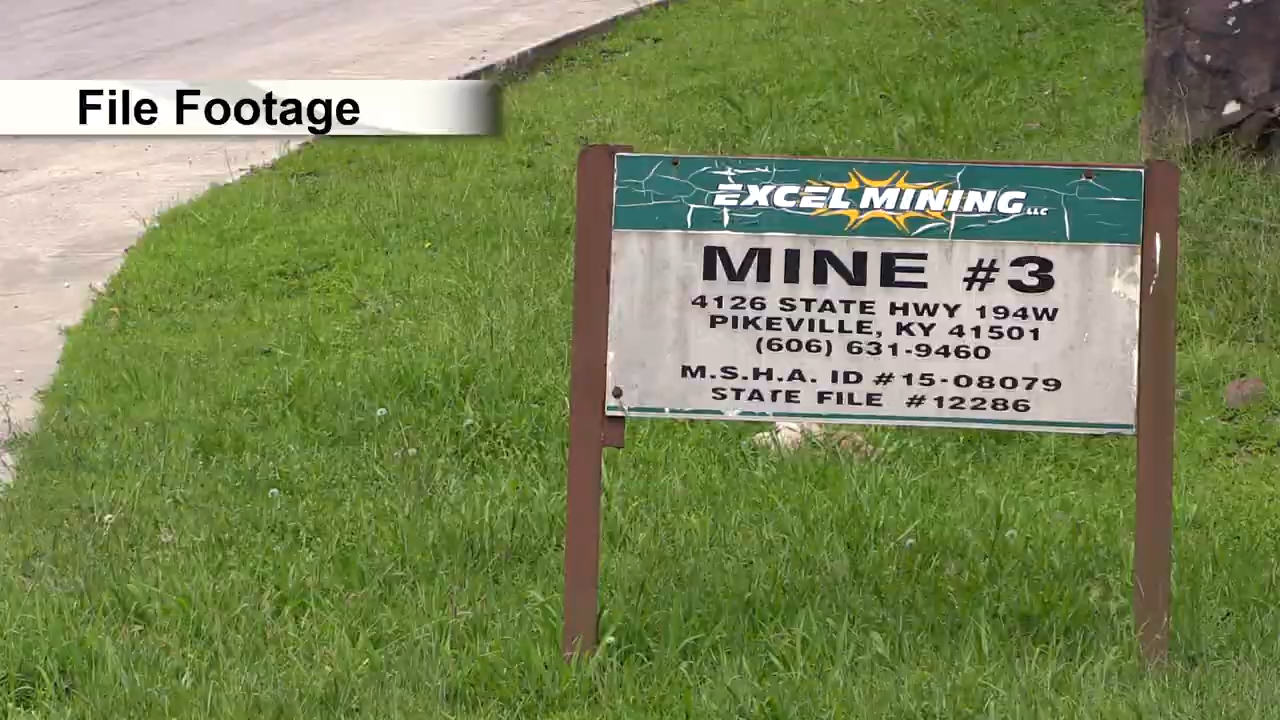 File Footage
EXCEL MINING LLC
MINE #3
4126 STATE HWY 194W
PIKEVILLE, KY 41501
(606) 631-9460
M.S.H.A. ID #15-08079
STATE FILE #12286